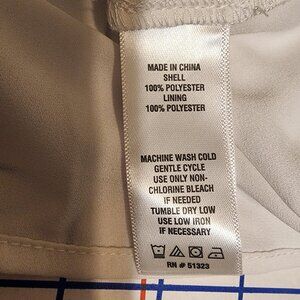 MADE IN CHINA
SHELL
100% POLYESTER
LINING
100% POLYESTER
MACHINE WASH COLD
GENTLE CYCLE
USE ONLY NON-
CHLORINE BLEACH
IF NEEDED
TUMBLE DRY LOW
USE LOW IRON
IF NECESSARY
RN # 51323